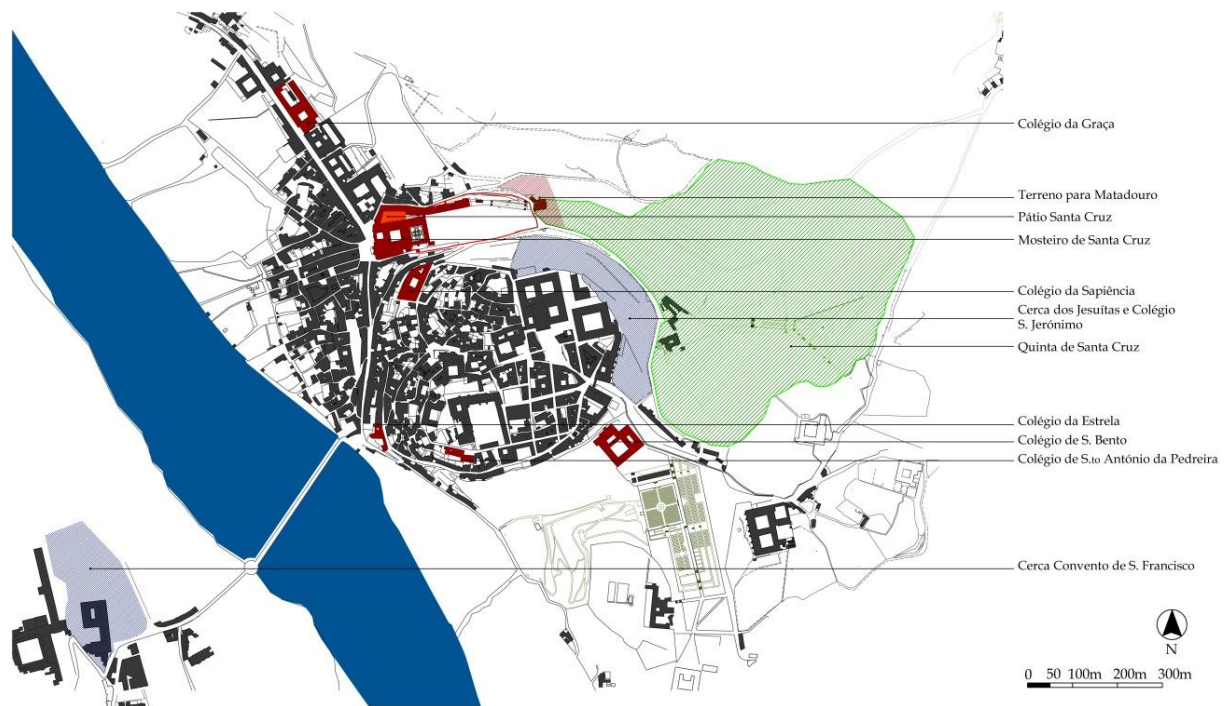 Colégio da Graça
Terreno para Matadouro
Pátio Santa Cruz
Mosteiro de Santa Cruz
Colégio da Sapiência
Cerca dos Jesuítas e Colégio
S. Jerónimo
Quinta de Santa Cruz
Colégio da Estrela
Colégio de S. Bento
Colégio de S.to António da Pedreira
Cerca Convento de S. Francisco
N
0 50 100m 200m 300m